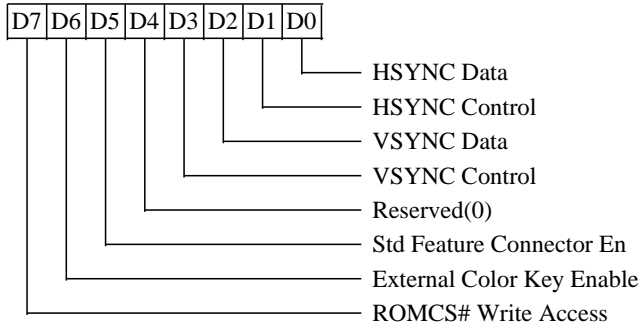 D7 D6 D5 D4 D3 D2 D1 D0
HSYNC Data
HSYNC Control
VSYNC Data
VSYNC Control
Reserved(0)
Std Feature Connector En
External Color Key Enable
ROMCS# Write Access